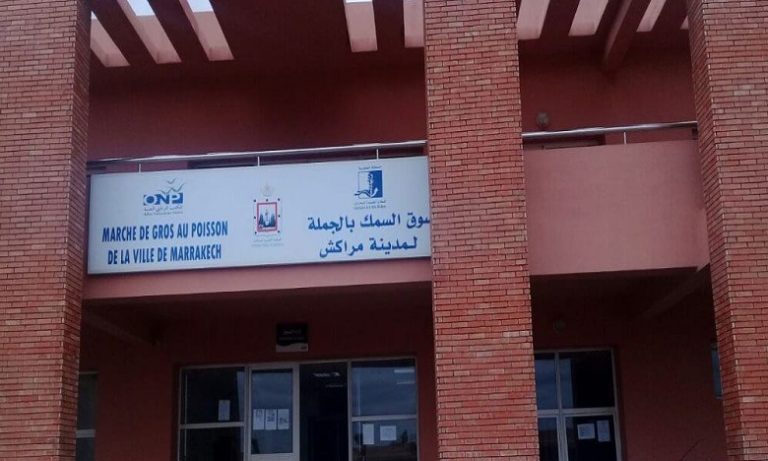 ONP
MARCHE DE GROS AU POISSON
DE LA VILLE DE MARRAKECH
سوق السمك بالجملة
لمدينة مراكش